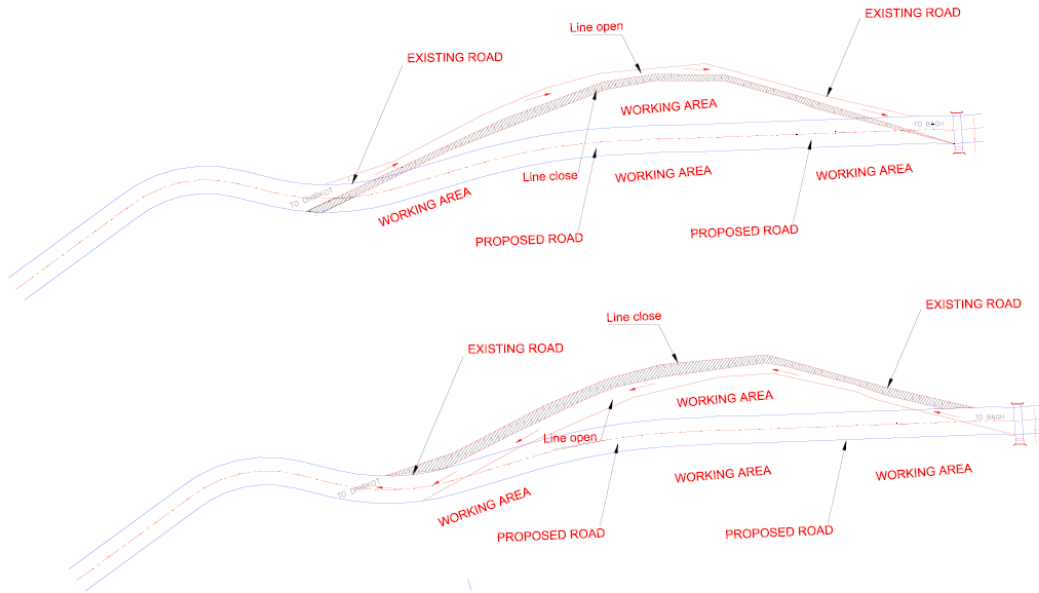 Line open
EXISTING ROAD
EXISTING ROAD
WORKING AREA
TO BAGH
TO DHIRKOT
Line close
WORKING AREA
WORKING AREA
WORKING AREA
PROPOSED ROAD
PROPOSED ROAD
Line close
EXISTING ROAD
EXISTING ROAD
WORKING AREA
TO BAGH
Line open
TO DHIRKOT
WORKING AREA
WORKING AREA
WORKING AREA
PROPOSED ROAD
PROPOSED ROAD